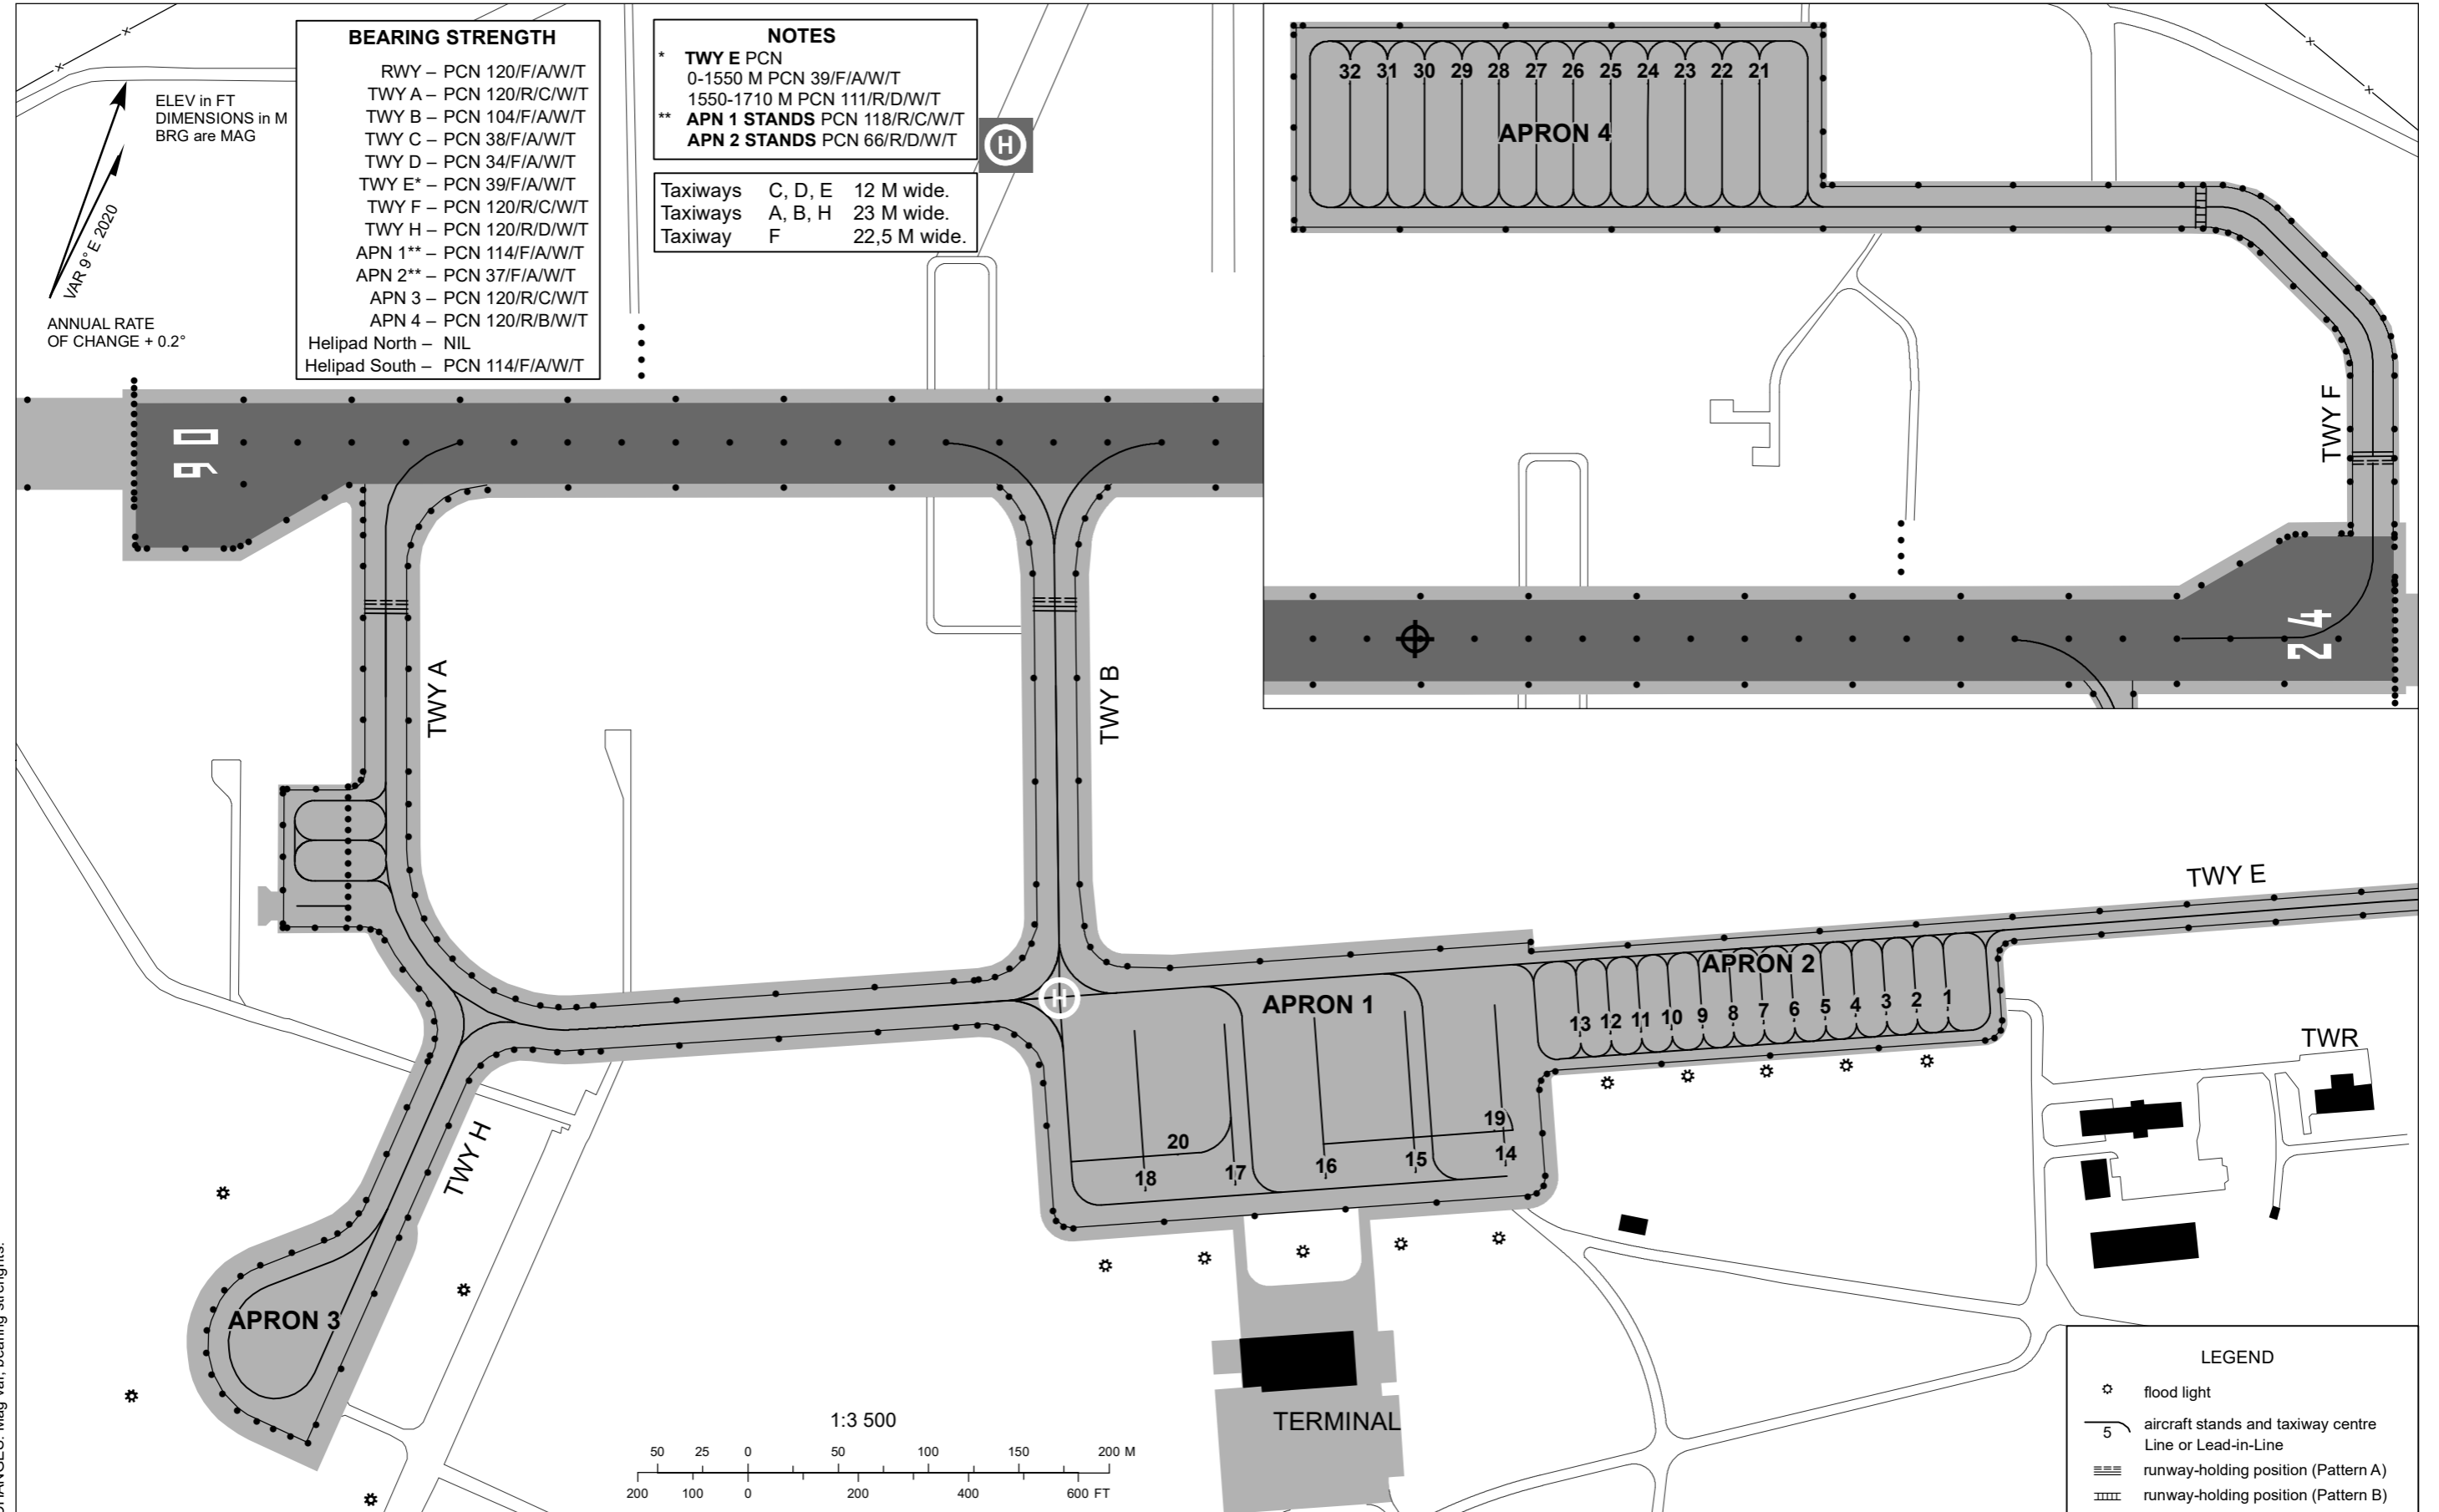 BEARING STRENGTH
RWY – PCN 120/F/A/W/T
TWY A – PCN 120/R/C/W/T
TWY B – PCN 104/F/A/W/T
TWY C – PCN 38/F/A/W/T
TWY D – PCN 34/F/A/W/T
TWY E* – PCN 39/F/A/W/T
TWY F – PCN 120/R/C/W/T
TWY H – PCN 120/R/D/W/T
APN 1** – PCN 114/F/A/W/T
APN 2** – PCN 37/F/A/W/T
APN 3 – PCN 120/R/C/W/T
APN 4 – PCN 120/R/B/W/T
Helipad North – NIL
Helipad South – PCN 114/F/A/W/T
NOTES
* TWY E PCN
0-1550 M PCN 39/F/A/W/T
1550-1710 M PCN 111/R/D/W/T
** APN 1 STANDS PCN 118/R/C/W/T
APN 2 STANDS PCN 66/R/D/W/T
Taxiways C, D, E 12 M wide.
Taxiways A, B, H 23 M wide.
Taxiway F 22,5 M wide.
H
ELEV in FT
DIMENSIONS in M
BRG are MAG
VAR 9° E 2020
ANNUAL RATE
OF CHANGE + 0.2°
32 31 30 29 28 27 26 25 24 23 22 21
APRON 4
TWY F
06
24
TWY A
TWY B
TWY E
H
APRON 1
APRON 2
13 12 11 10 9 8 7 6 5 4 3 2 1
TWR
TWY H
20
19
18
17
16
15
14
APRON 3
TERMINAL
1:3 500
50 25 0 50 100 150 200 M
200 100 0 200 400 600 FT
LEGEND
flood light
5
aircraft stands and taxiway centre
Line or Lead-in-Line
runway-holding position (Pattern A)
runway-holding position (Pattern B)